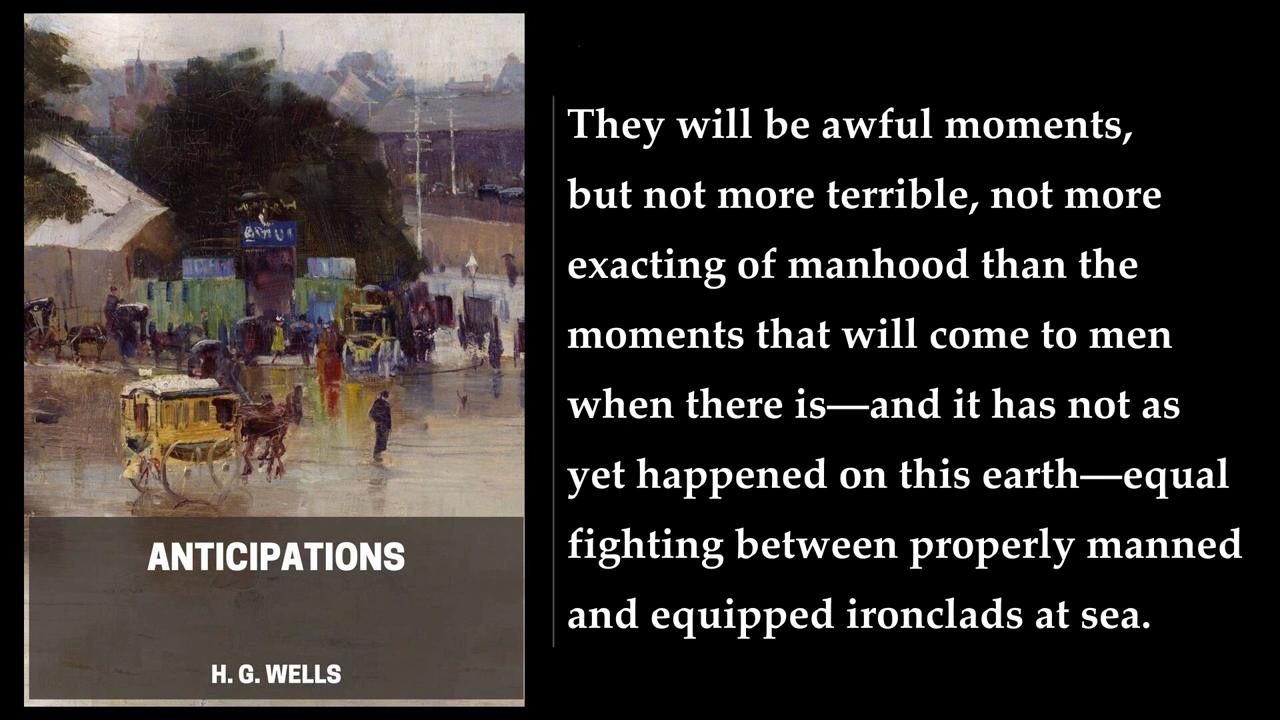 ANTICIPATIONS
H. G. WELLS
They will be awful moments,
but not more terrible, not more
exacting of manhood than the
moments that will come to men
when there is—and it has not as
yet happened on this earth—equal
fighting between properly manned
and equipped ironclads at sea.